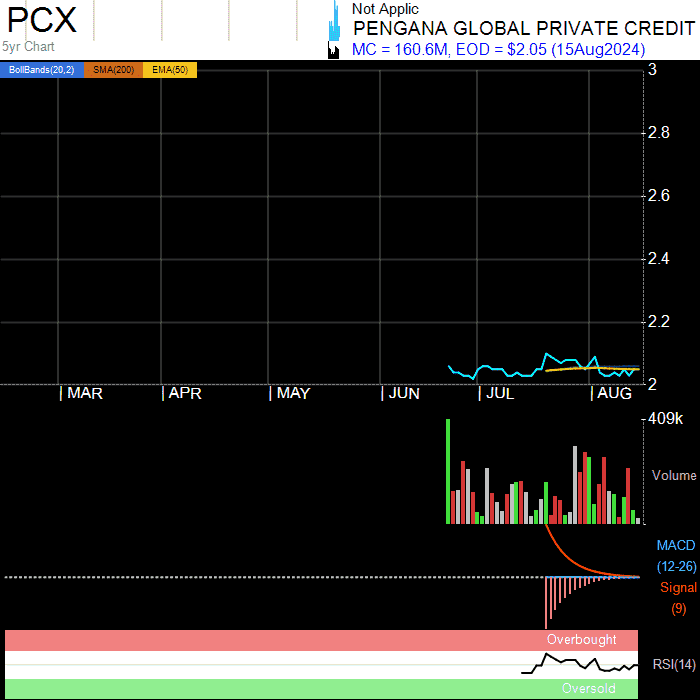 PCX
5yr Chart
Not Applic
PENGANA GLOBAL PRIVATE CREDIT
MC = 160.6M, EOD = $2.05 (15Aug2024)
BollBands(20,2) SMA(200) EMA(50)
3
2.8
2.6
2.4
2.2
2
MAR APR MAY JUN JUL AUG
409k
Volume
MACD
(12-26)
Signal
(9)
Overbought
RSI(14)
Oversold